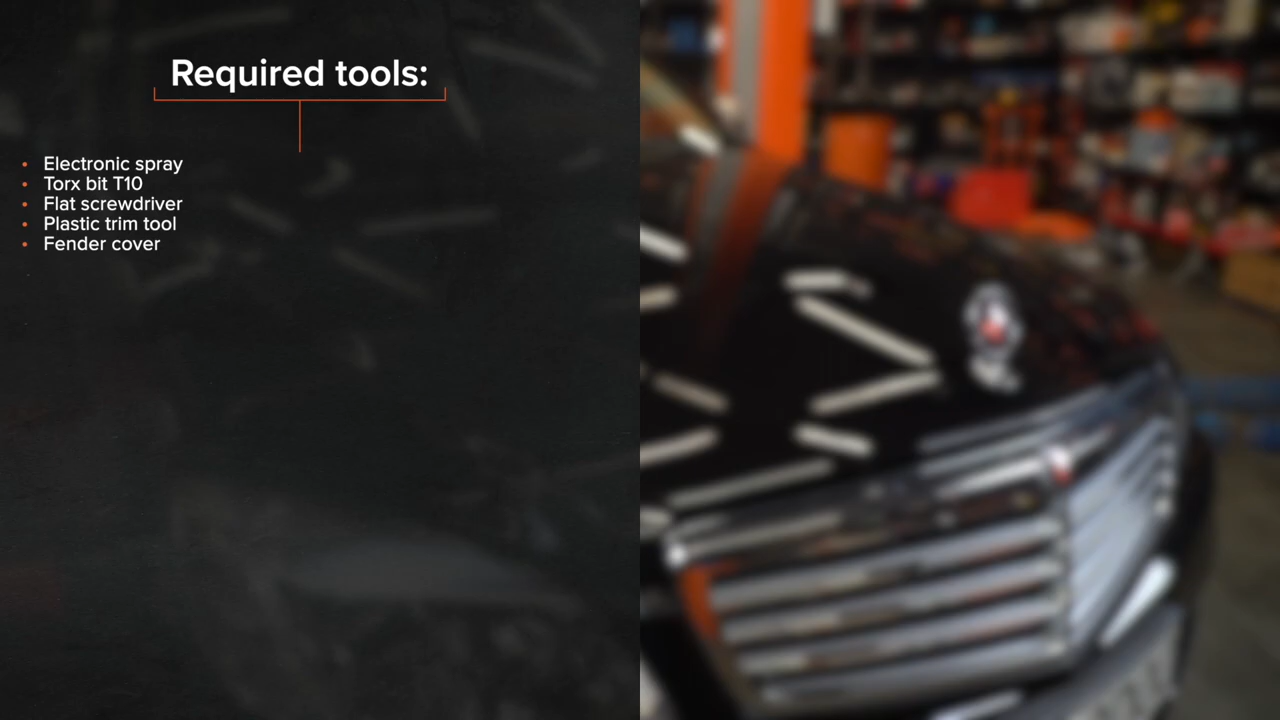 Required tools:
Electronic spray
Torx bit T10
Flat screwdriver
Plastic trim tool
Fender cover